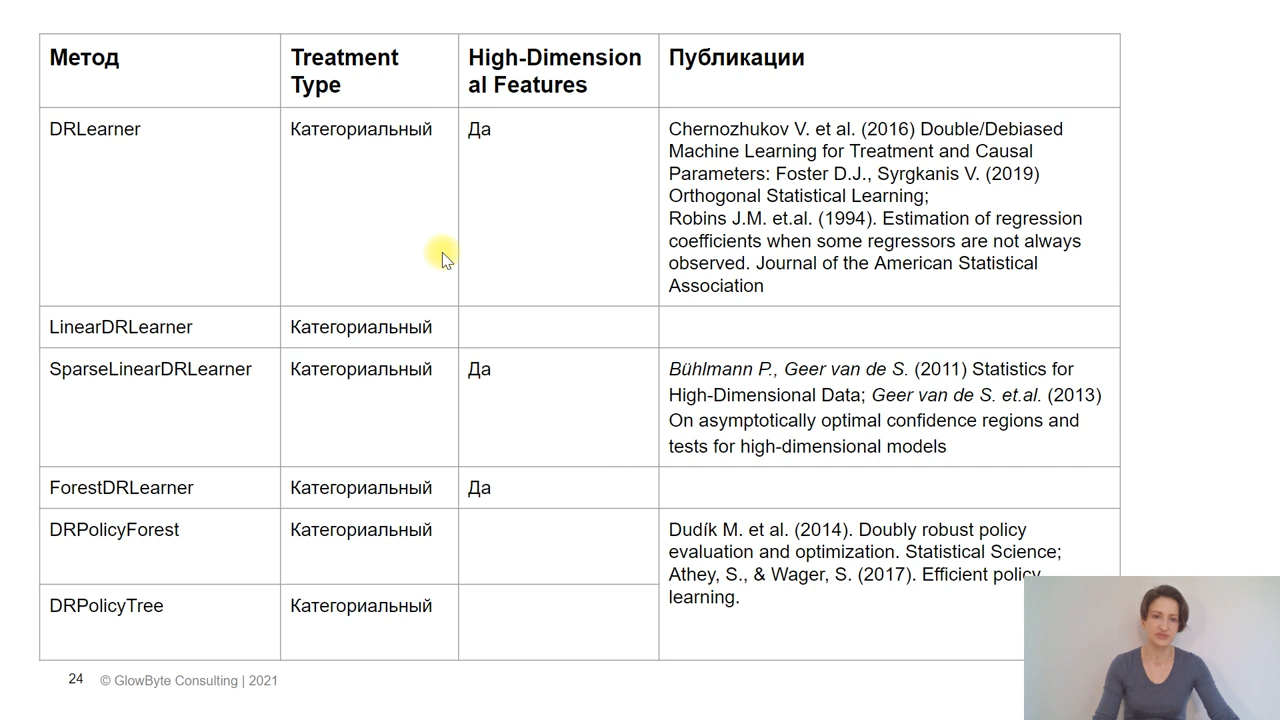 Метод
Treatment
Type
High-Dimension
al Features
Публикации
DRLearner
Категориальный
Да
Chernozhukov V. et al. (2016) Double/Debiased
Machine Learning for Treatment and Causal
Parameters: Foster D.J., Syrgkanis V. (2019)
Orthogonal Statistical Learning;
Robins J.M. et.al. (1994). Estimation of regression
coefficients when some regressors are not always
observed. Journal of the American Statistical
Association
LinearDRLearner
Категориальный
SparseLinearDRLearner
Категориальный
Да
Bühlmann P., Geer van de S. (2011) Statistics for
High-Dimensional Data; Geer van de S. et.al. (2013)
On asymptotically optimal confidence regions and
tests for high-dimensional models
ForestDRLearner
Категориальный
Да
DRPolicyForest
Категориальный
Dudík M. et al. (2014). Doubly robust policy
evaluation and optimization. Statistical Science;
Athey, S., & Wager, S. (2017). Efficient policy
learning.
DRPolicyTree
Категориальный
24 © GlowByte Consulting | 2021